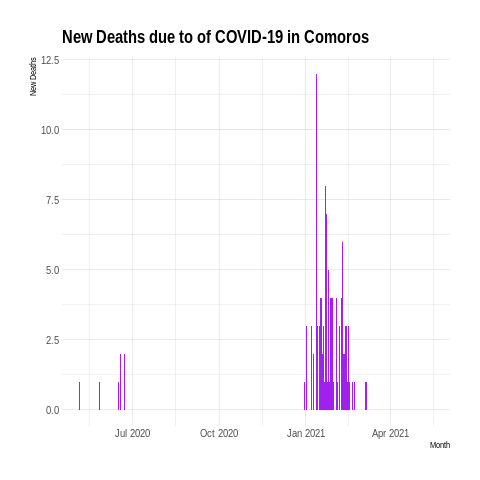 New Deaths due to of COVID-19 in Comoros
New Deaths
12.5
10.0
7.5
5.0
2.5
0.0
Jul 2020 Oct 2020 Jan 2021 Apr 2021
Month